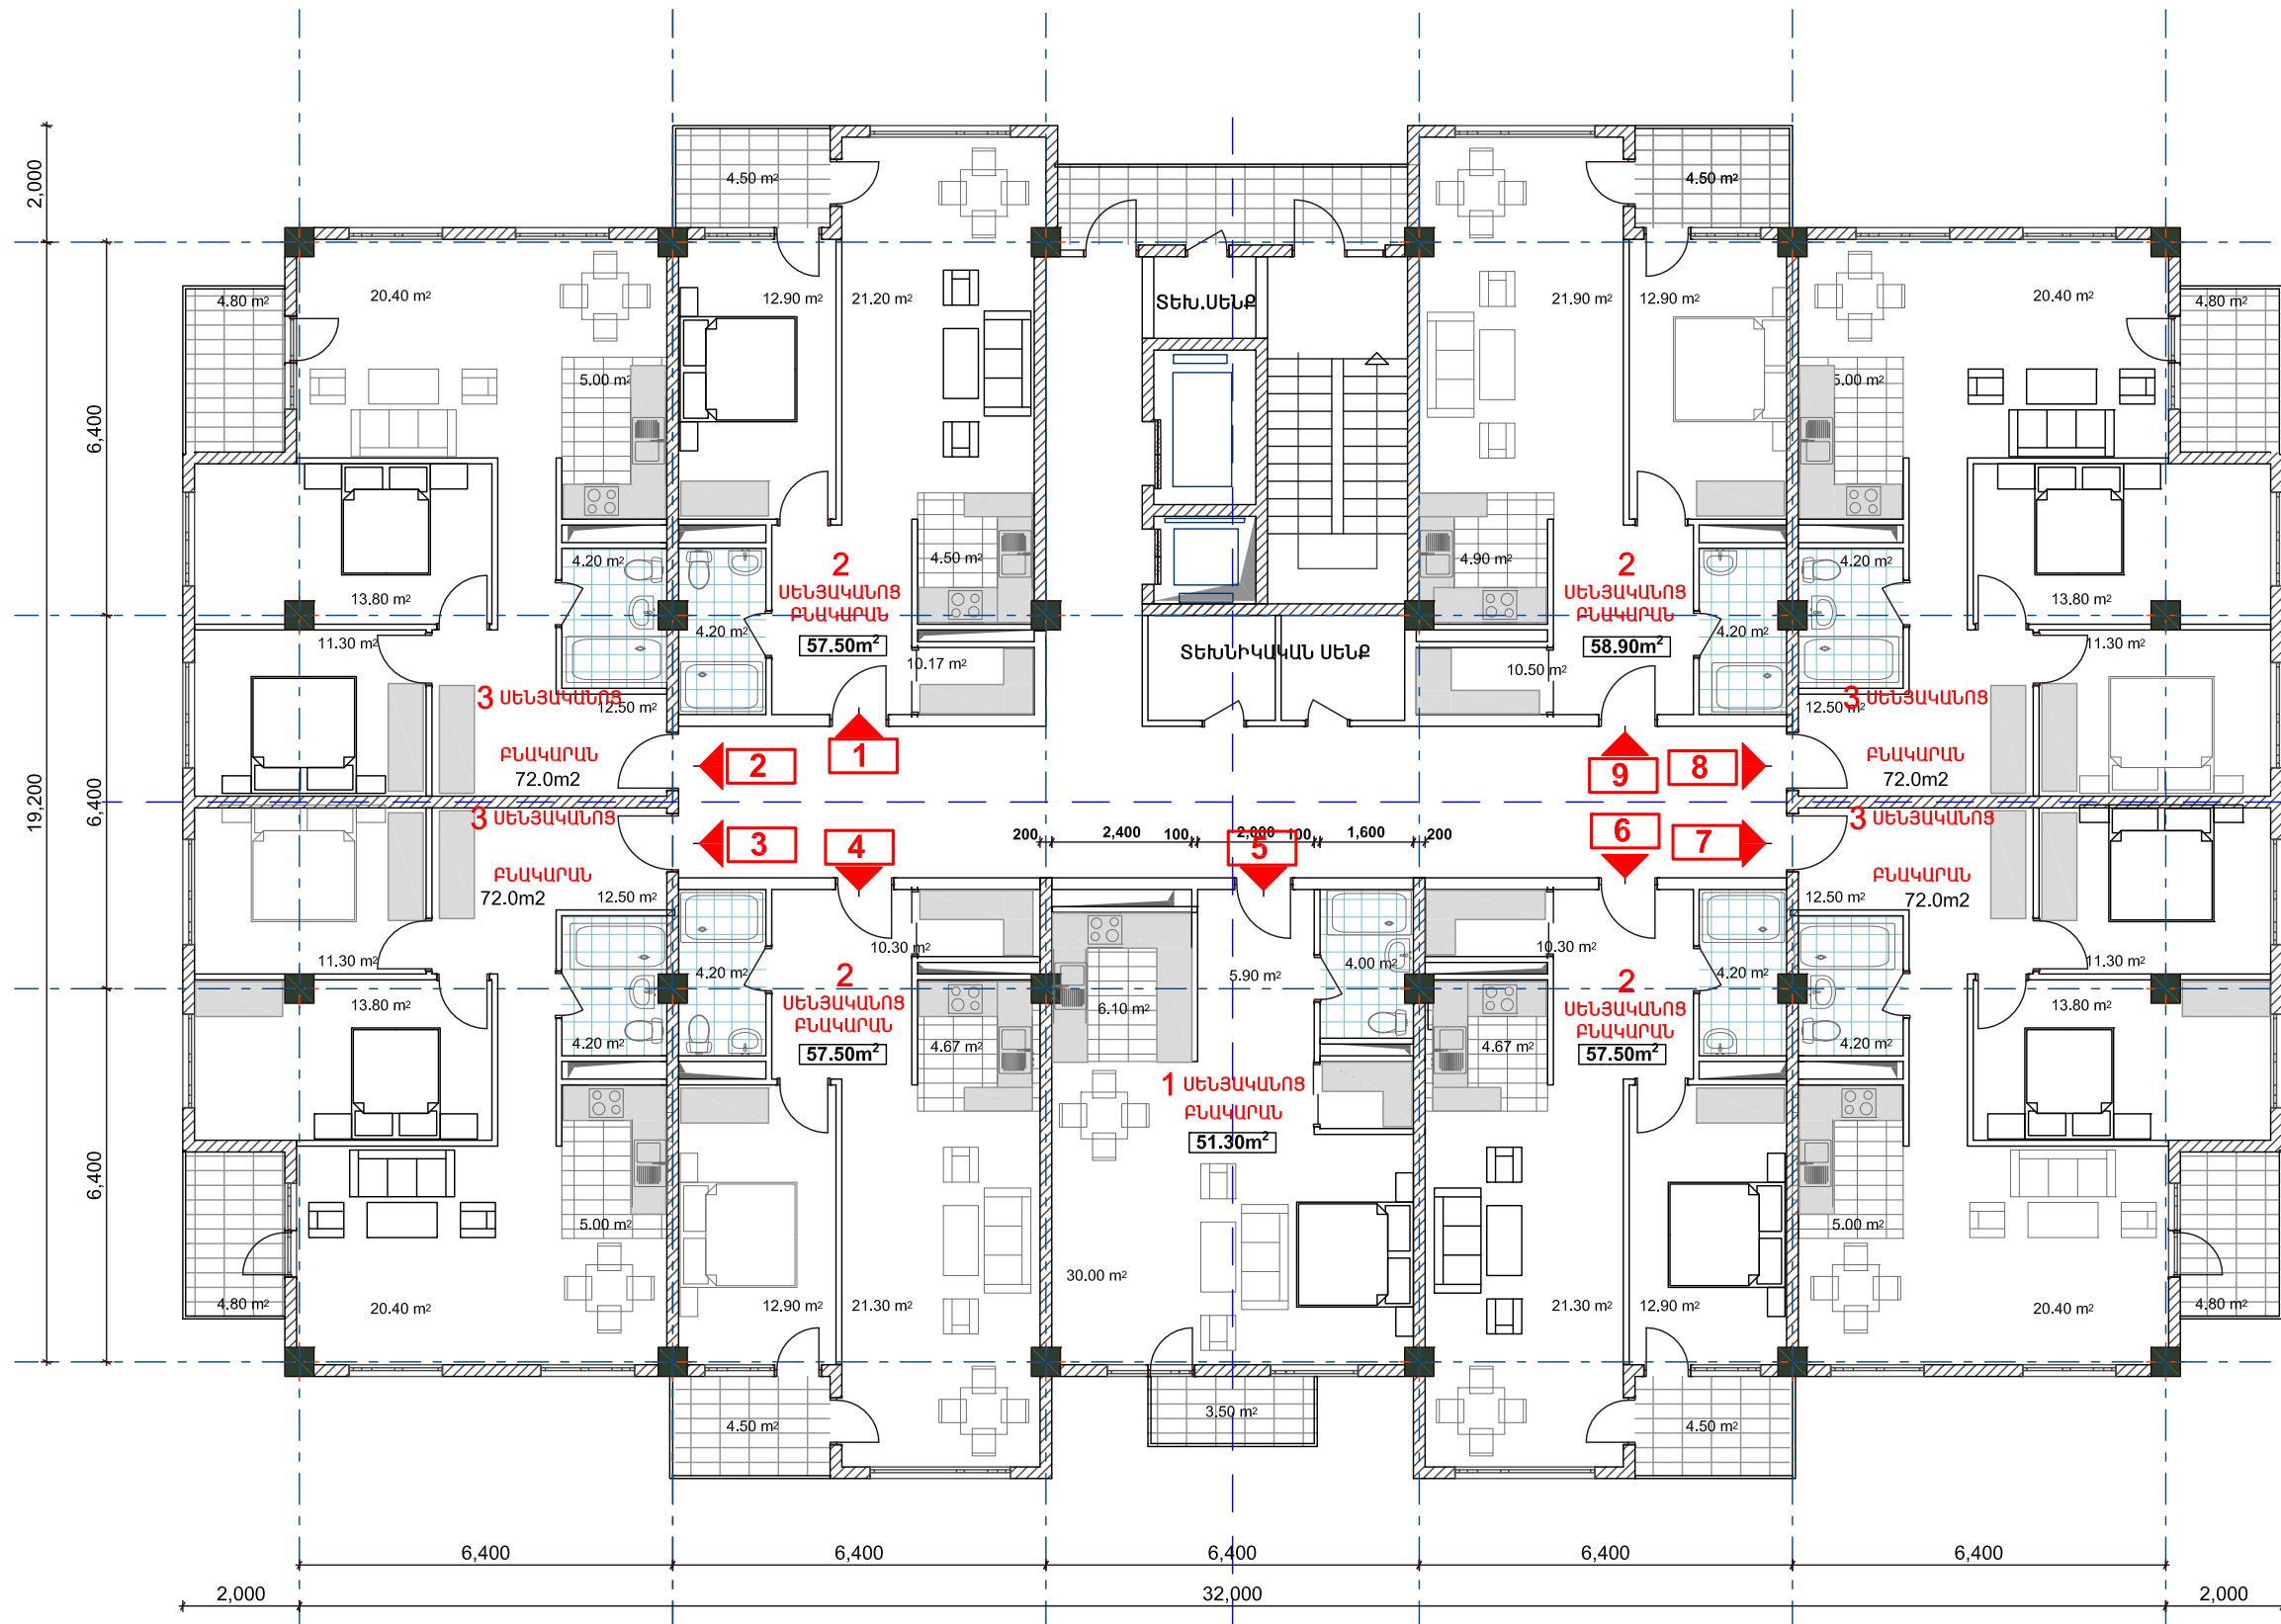 2,000
4.50 m²
4.50 m²
4.80 m²
20.40 m²
12.90 m²
21.20 m²
ՏԵԽ.ՍԵՆՔ
21.90 m²
12.90 m²
20.40 m²
4.80 m²
5.00 m²
5.00 m²
6,400
4.20 m²
2
ՍԵՆՅԱԿԱՆՈՑ
ԲՆԱԿԱՐԱՆ
57.50m²
4.50 m²
4.90 m²
2
ՍԵՆՅԱԿԱՆՈՑ
ԲՆԱԿԱՐԱՆ
58.90m²
4.20 m²
13.80 m²
13.80 m²
11.30 m²
4.20 m²
10.17 m²
ՏԵԽՆԻԿԱԿԱՆ ՍԵՆՔ
10.50 m²
4.20 m²
11.30 m²
3 ՍԵՆՅԱԿԱՆՈՑ
12.50 m²
12.50 m²
3 ՍԵՆՅԱԿԱՆՈՑ
ԲՆԱԿԱՐԱՆ
72.0m2
2
1
9
8
ԲՆԱԿԱՐԱՆ
72.0m2
19,200
6,400
3 ՍԵՆՅԱԿԱՆՈՑ
3
4
200
2,400
100
2,000
100
1,600
200
5
6
7
3 ՍԵՆՅԱԿԱՆՈՑ
ԲՆԱԿԱՐԱՆ
72.0m2
12.50 m²
ԲՆԱԿԱՐԱՆ
72.0m2
12.50 m²
11.30 m²
4.20 m²
10.30 m²
5.90 m²
4.00 m²
10.30 m²
4.20 m²
11.30 m²
13.80 m²
2
ՍԵՆՅԱԿԱՆՈՑ
ԲՆԱԿԱՐԱՆ
57.50m²
6.10 m²
2
ՍԵՆՅԱԿԱՆՈՑ
ԲՆԱԿԱՐԱՆ
57.50m²
13.80 m²
4.20 m²
4.67 m²
4.67 m²
4.20 m²
1 ՍԵՆՅԱԿԱՆՈՑ
ԲՆԱԿԱՐԱՆ
51.30m²
6,400
5.00 m²
5.00 m²
30.00 m²
4.80 m²
20.40 m²
12.90 m²
21.30 m²
21.30 m²
12.90 m²
20.40 m²
4.80 m²
4.50 m²
3.50 m²
4.50 m²
6,400
6,400
6,400
6,400
6,400
2,000
32,000
2,000